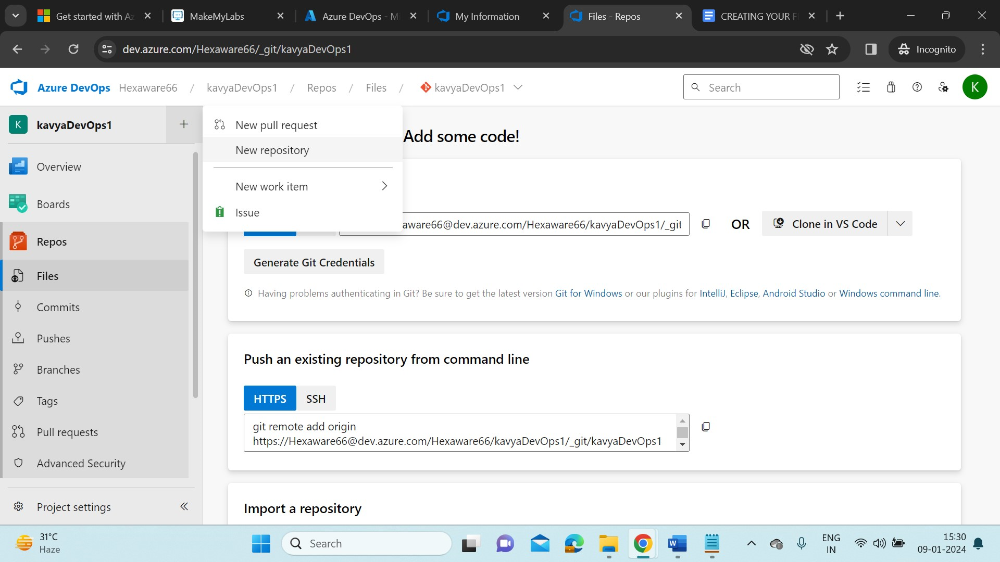 Get started with Az
MakeMyLabs
Azure DevOps - Mi
My Information
Files - Repos
CREATING YOUR F
dev.azure.com/Hexaware66/_git/kavyaDevOps1
Incognito
Azure DevOps Hexaware66 / kavyaDevOps1 / Repos / Files / kavyaDevOps1
Search
K
K kavyaDevOps1
New pull request
New repository
New work item
Issue
Add some code!
Overview
Boards
Repos
Files
Commits
Pushes
Branches
Tags
Pull requests
Advanced Security
Project settings
aware66@dev.azure.com/Hexaware66/kavyaDevOps1/_git
OR
Clone in VS Code
Generate Git Credentials
Having problems authenticating in Git? Be sure to get the latest version Git for Windows or our plugins for IntelliJ, Eclipse, Android Studio or Windows command line.
Push an existing repository from command line
HTTPS SSH
git remote add origin
https://Hexaware66@dev.azure.com/Hexaware66/kavyaDevOps1/_git/kavyaDevOps1
Import a repository
31°C
Haze
Search
ENG
IN
15:30
09-01-2024